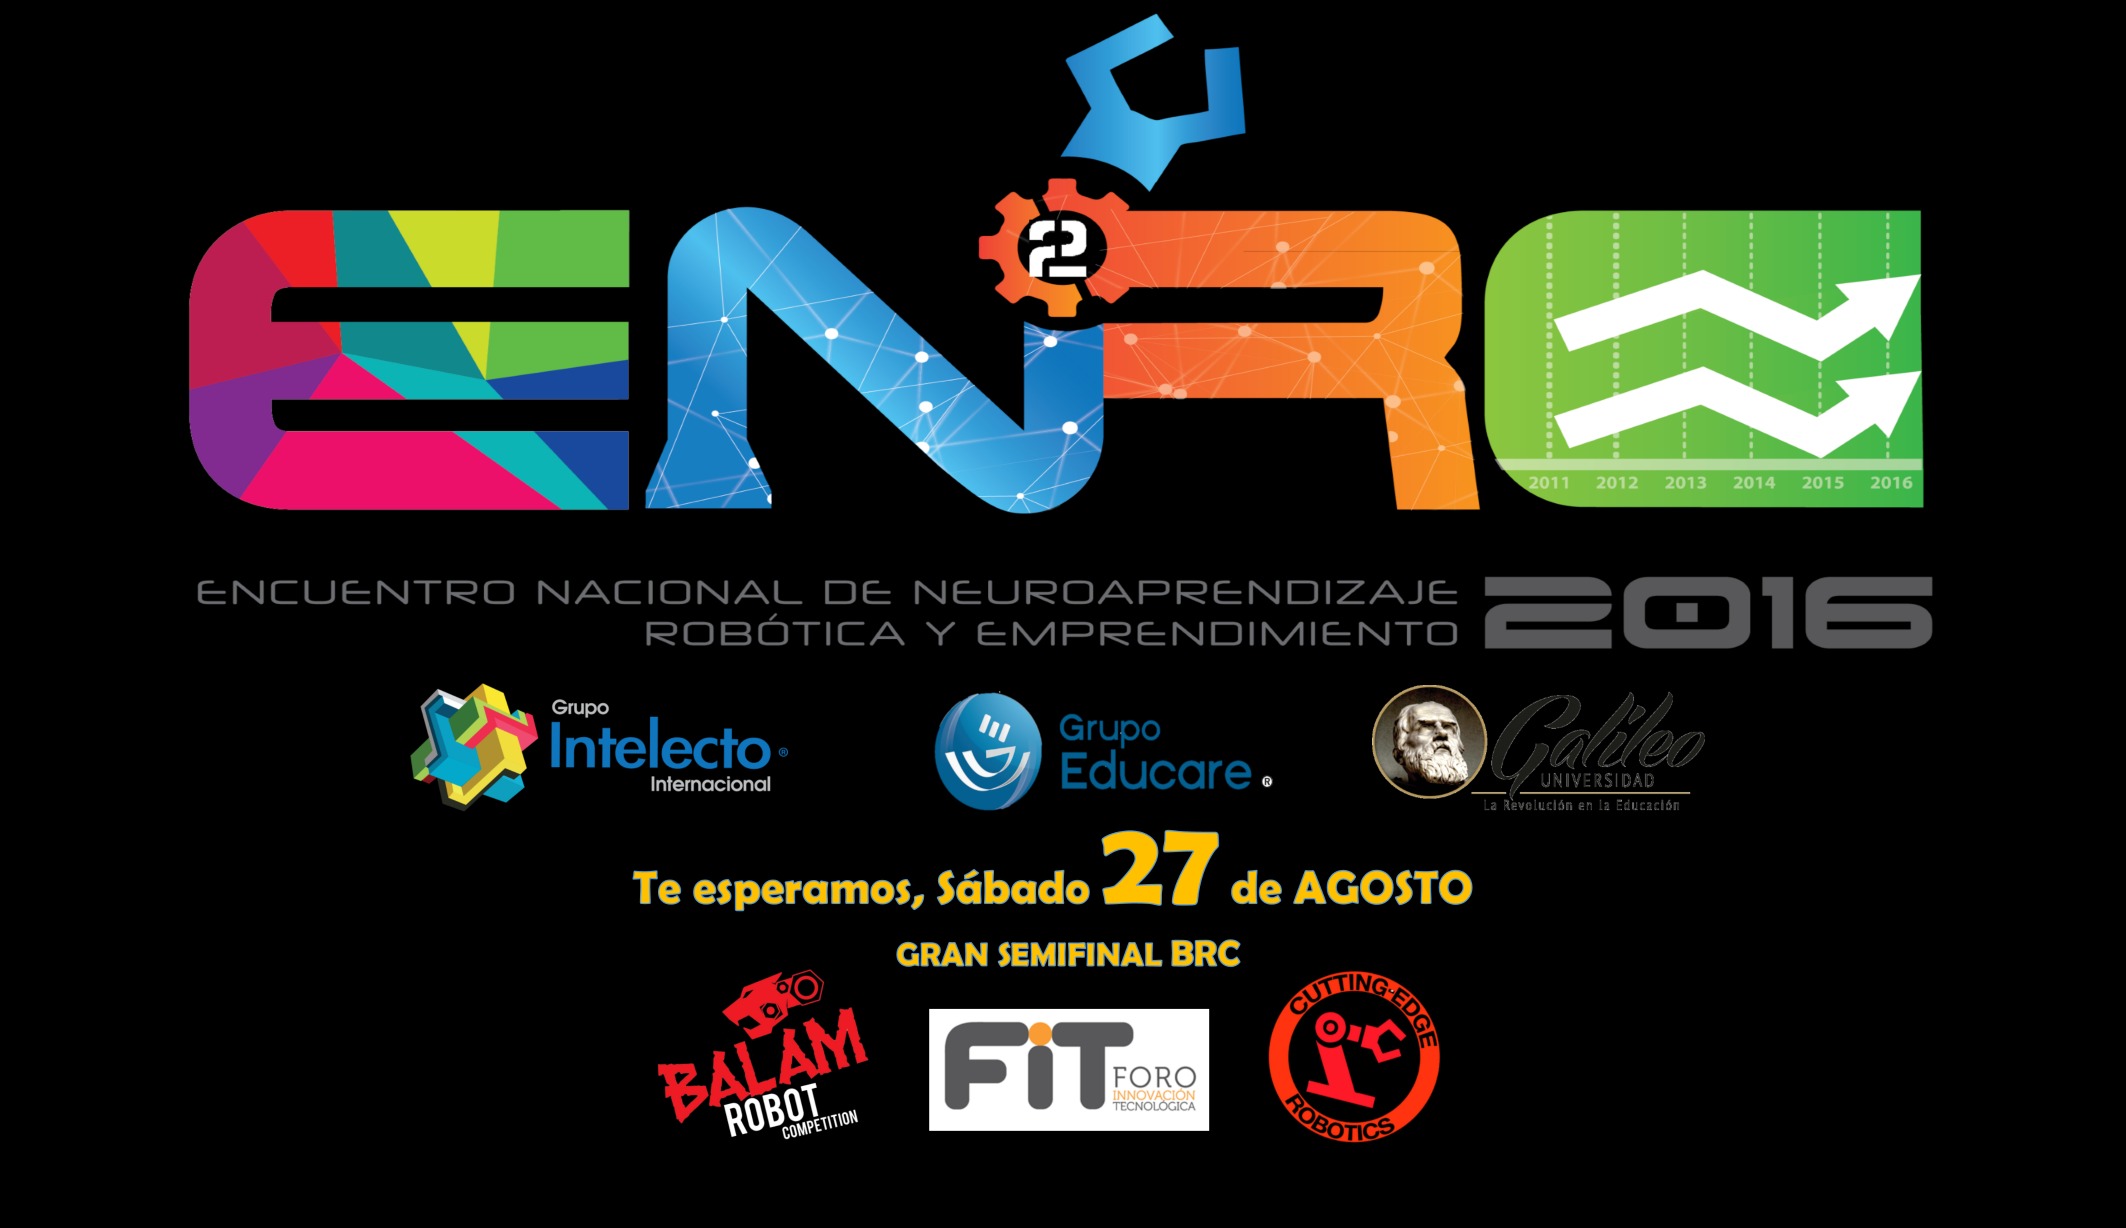 EN2RE
2011 2012 2013 2014 2015 2016
ENCUENTRO NACIONAL DE NEUROAPRENDIZAJE
ROBÓTICA Y EMPRENDIMIENTO
2016
Grupo
Intelecto ®
Internacional
Grupo
Educare ®
Galileo
UNIVERSIDAD
La Revolución en la Educación
Te esperamos, Sábado 27 de AGOSTO
GRAN SEMIFINAL BRC
BALAM
ROBOT
COMPETITION
FiT
FORO
INNOVACIÓN
TECNOLÓGICA
CUTTING-EDGE
ROBOTICS